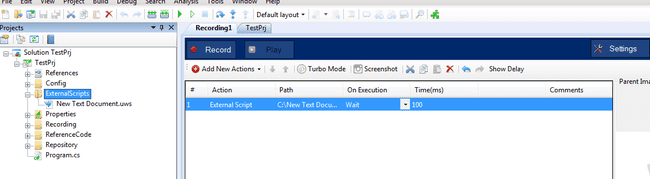 File Edit View Project Build Debug Search Analysis Tools Window Help
Default layout
Projects
Solution TestPrj
TestPrj
References
Config
ExternalScripts
New Text Document.uws
Properties
Recording
ReferenceCode
Repository
Program.cs
Recording1 TestPrj
Record Play Settings
Add New Actions Turbo Mode Screenshot Show Delay
# Action Path On Execution Time(ms) Comments
1 External Script C:\New Text Docu... Wait 100
Parent Ima